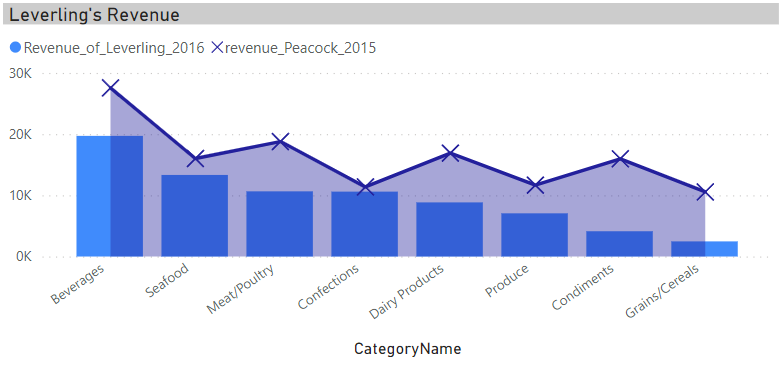 Leverling's Revenue
Revenue_of_Leverling_2016 revenue_Peacock_2015
30K
20K
10K
0K
Beverages
Seafood
Meat/Poultry
Confections
Dairy Products
Produce
Condiments
Grains/Cereals
CategoryName